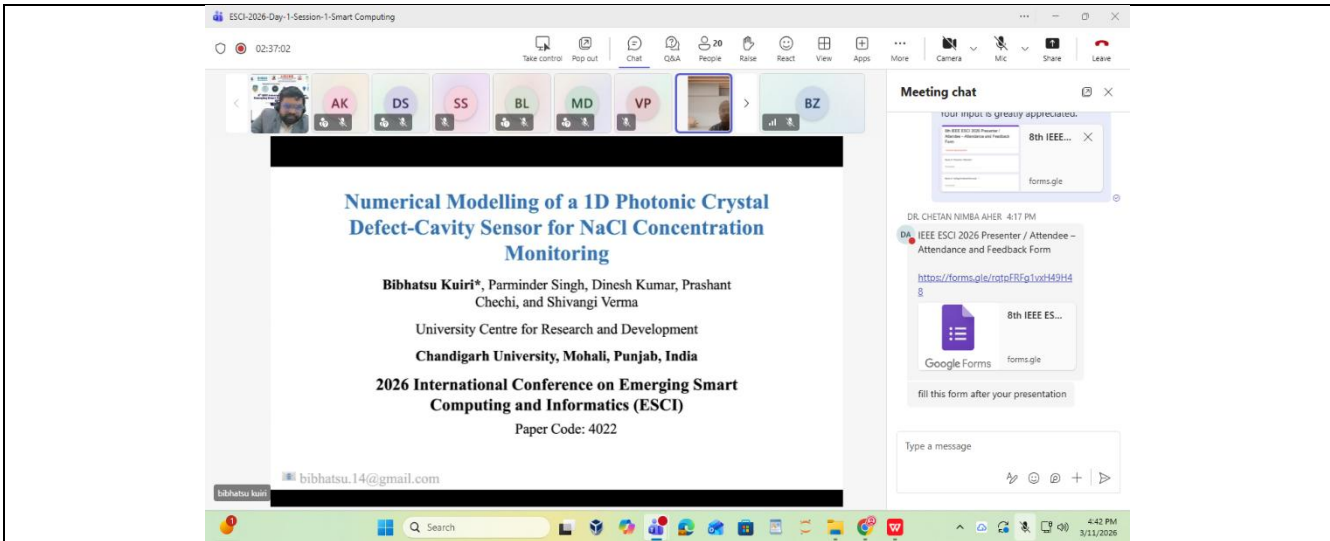 ESCI-2026-Day-1-Session-1-Smart Computing
02:37:02
Take control
Pop out
Chat
Q&A
20
People
Raise
React
View
Apps
More
Camera
Mic
Share
Leave
AK
DS
SS
BL
MD
VP
BZ
Numerical Modelling of a 1D Photonic Crystal
Defect-Cavity Sensor for NaCl Concentration
Monitoring
Bibhatsu Kuiri*, Parminder Singh, Dinesh Kumar, Prashant
Chechi, and Shivangi Verma
University Centre for Research and Development
Chandigarh University, Mohali, Punjab, India
2026 International Conference on Emerging Smart
Computing and Informatics (ESCI)
Paper Code: 4022
bibhatsu.14@gmail.com
bibhatsu kuiri
Meeting chat
Your input is greatly appreciated.
8th IEEE...
forms.gle
DR. CHETAN NIMBA AHER 4:17 PM
DA
IEEE ESCI 2026 Presenter / Attendee –
Attendance and Feedback Form
8th IEEE ES...
Google Forms
forms.gle
fill this form after your presentation
Type a message
1
Search
4:42 PM
3/11/2026